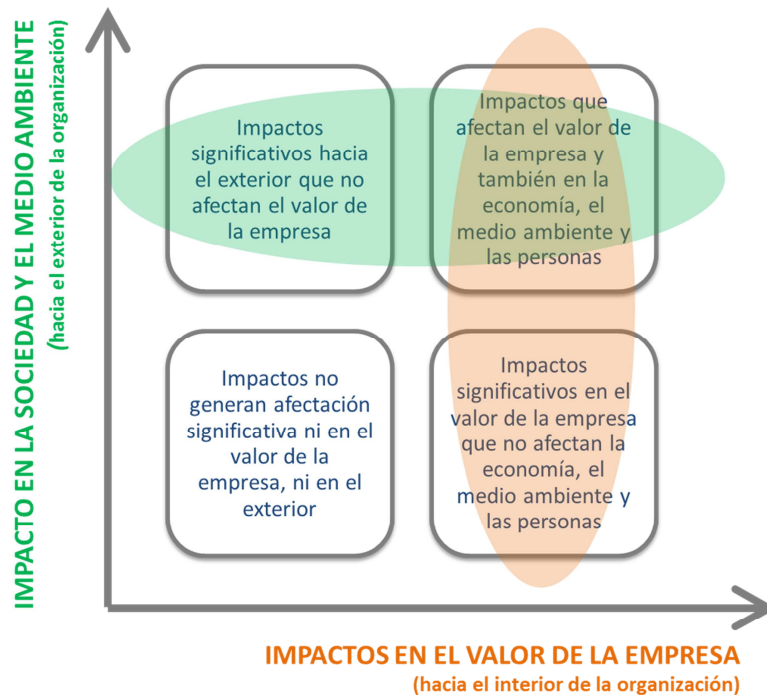 IMPACTO EN LA SOCIEDAD Y EL MEDIO AMBIENTE
(hacia el exterior de la organización)
Impactos
significativos hacia
el exterior que no
afectan el valor de
la empresa
Impactos que
afectan el valor de
la empresa y
también en la
economía, el
medio ambiente y
las personas
Impactos no
generan afectación
significativa ni en el
valor de la
empresa, ni en el
exterior
Impactos
significativos en el
valor de la empresa
que no afectan la
economía, el
medio ambiente y
las personas
IMPACTOS EN EL VALOR DE LA EMPRESA
(hacia el interior de la organización)